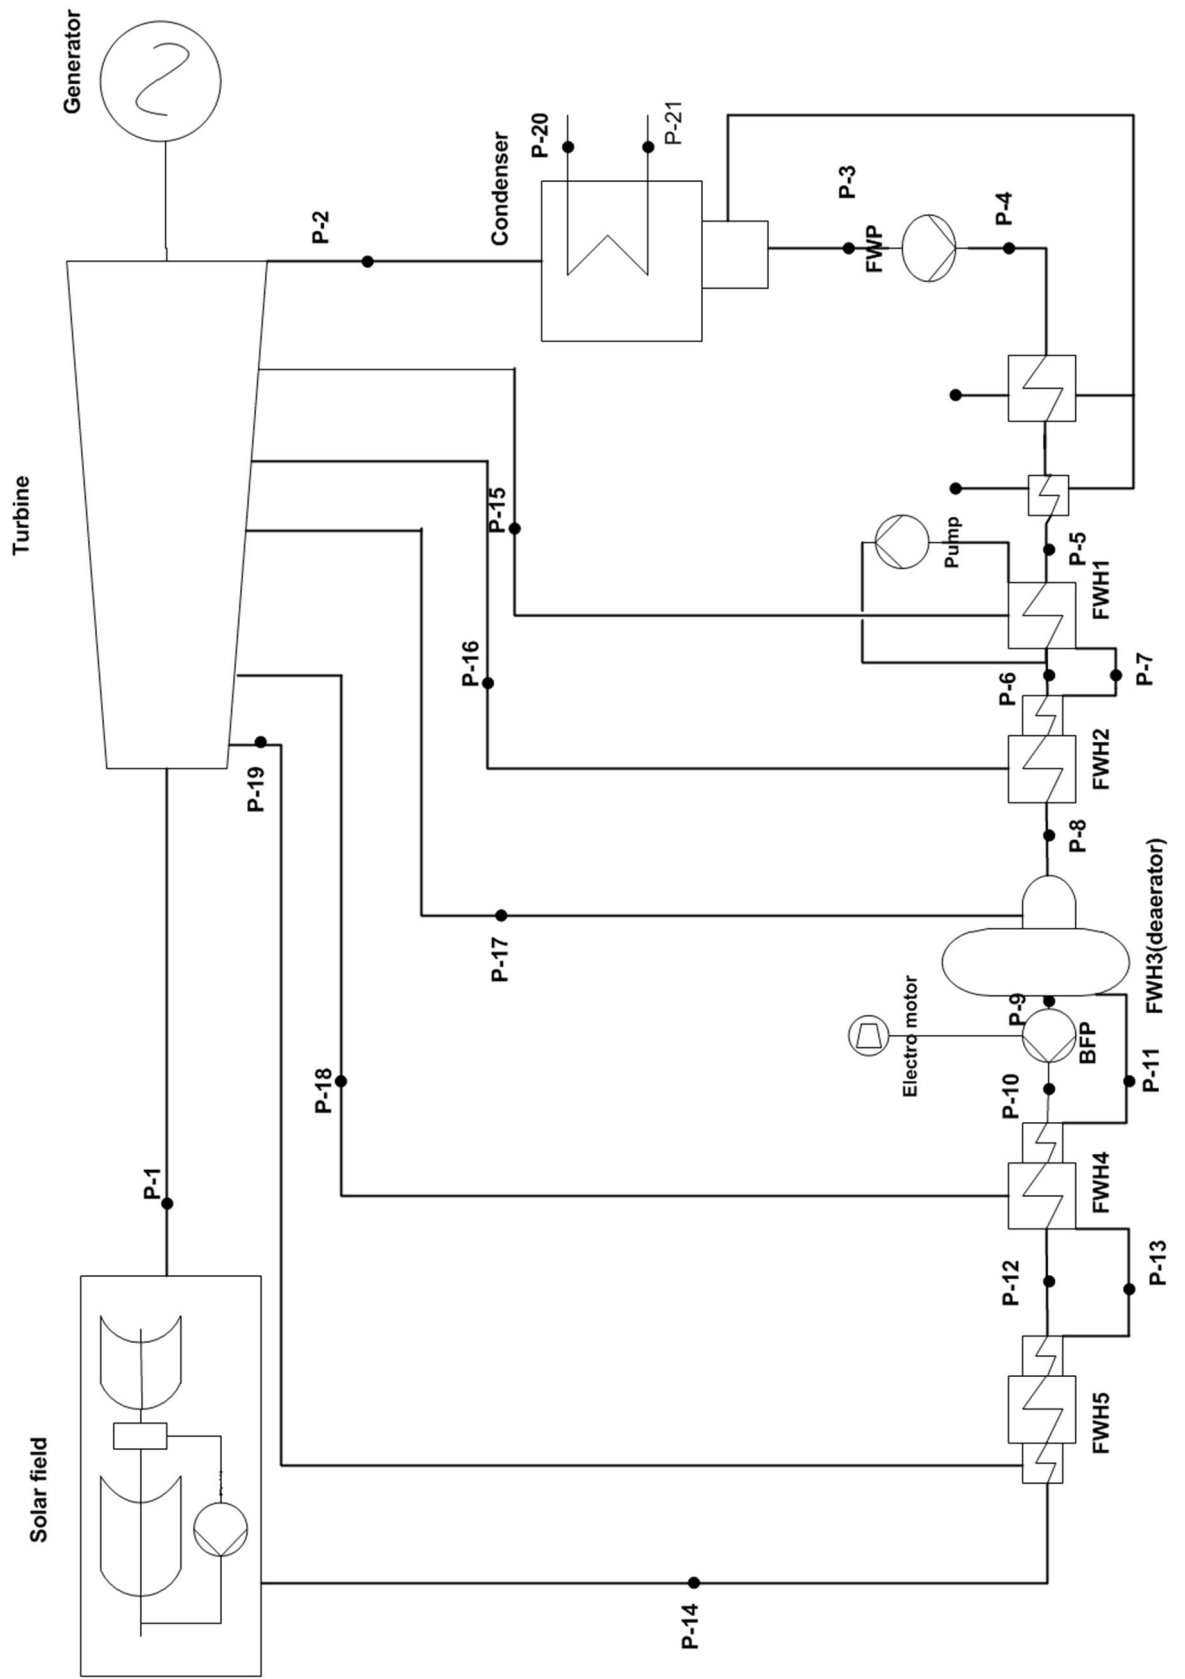 Solar field
Turbine
Generator
P-1
P-19
P-2
Condenser
P-20
P-21
P-18
P-17
P-16
P-15
P-3
FWP
P-4
Electro motor
Pump
P-14
P-12
P-10
P-9
P-6
P-5
FWH5
FWH4
BFP
P-8
FWH2
FWH1
P-13
P-11
FWH3(deaerator)
P-7